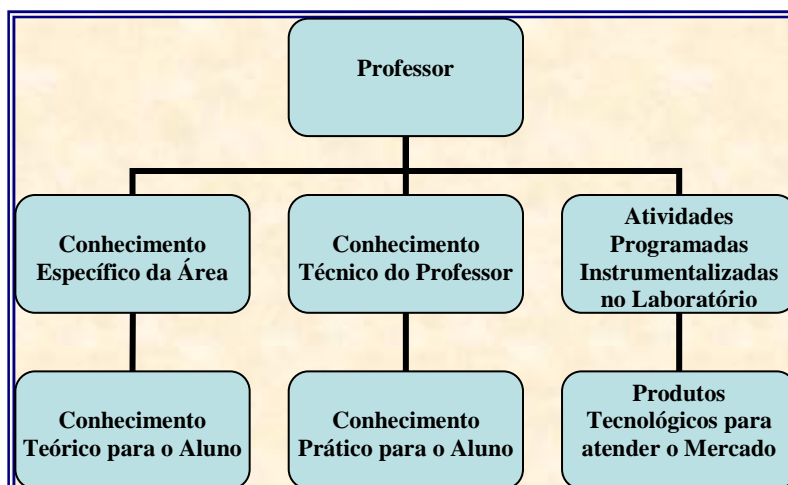 Professor
Conhecimento
Específico da Área
Conhecimento
Técnico do Professor
Atividades
Programadas
Instrumentalizadas
no Laboratório
Conhecimento
Teórico para o Aluno
Conhecimento
Prático para o Aluno
Produtos
Tecnológicos para
atender o Mercado